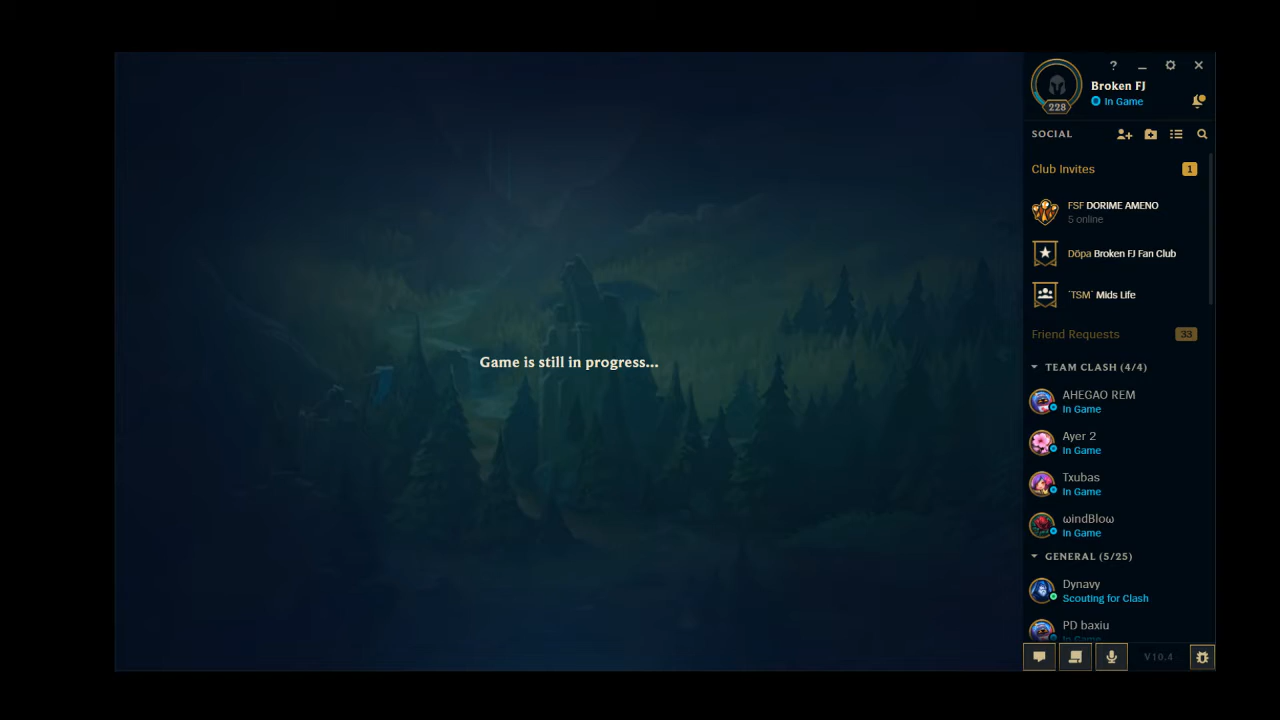 ?
Broken FJ
In Game
228
SOCIAL
Club Invites
1
FSF DORIME AMENO
5 online
Dōpa Broken FJ Fan Club
`TSM` Mids Life
Friend Requests
33
TEAM CLASH (4/4)
AHEGAO REM
In Game
Ayer 2
In Game
Txubas
In Game
ωindBloω
In Game
GENERAL (5/25)
Dynavy
Scouting for Clash
PD baxiu
In Game
V10.4
Game is still in progress...